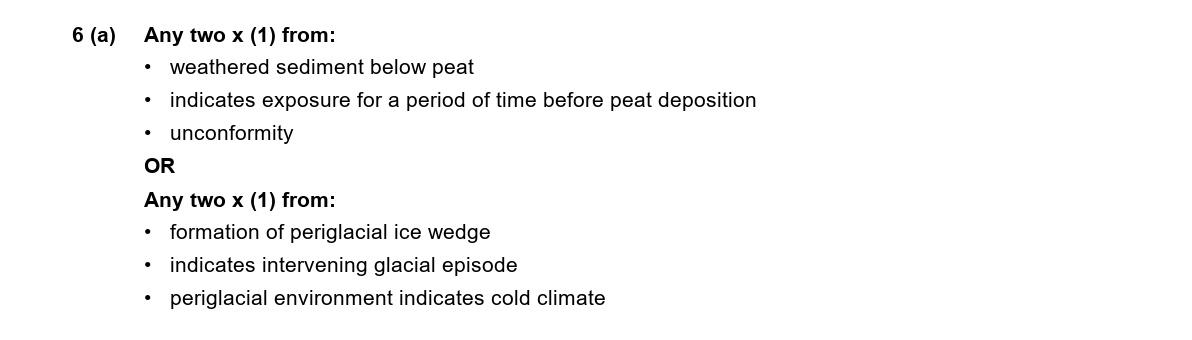 6 (a) Any two x (1) from:
• weathered sediment below peat
• indicates exposure for a period of time before peat deposition
• unconformity
OR
Any two x (1) from:
• formation of periglacial ice wedge
• indicates intervening glacial episode
• periglacial environment indicates cold climate